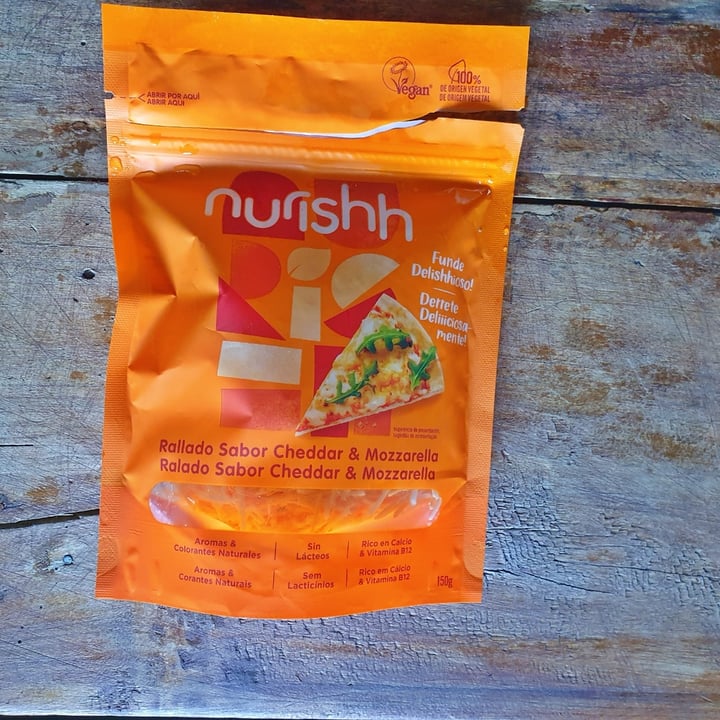 ABRIR POR AQUÍ
ABRIR AQUI
Vegan
100%
DE ORIGEN VEGETAL
DE ORIGEM VEGETAL
nurishh
Funde
Delishhioso!
Derrete
Deliiiciosa-
mente!
Rallado Sabor Cheddar & Mozzarella
Ralado Sabor Cheddar & Mozzarella
Aromas &
Colorantes Naturales
Sin
Lácteos
Rico en Calcio
& Vitamina B12
Aromas &
Corantes Naturais
Sem
Lacticínios
Rico em Cálcio
& Vitamina B12
150g